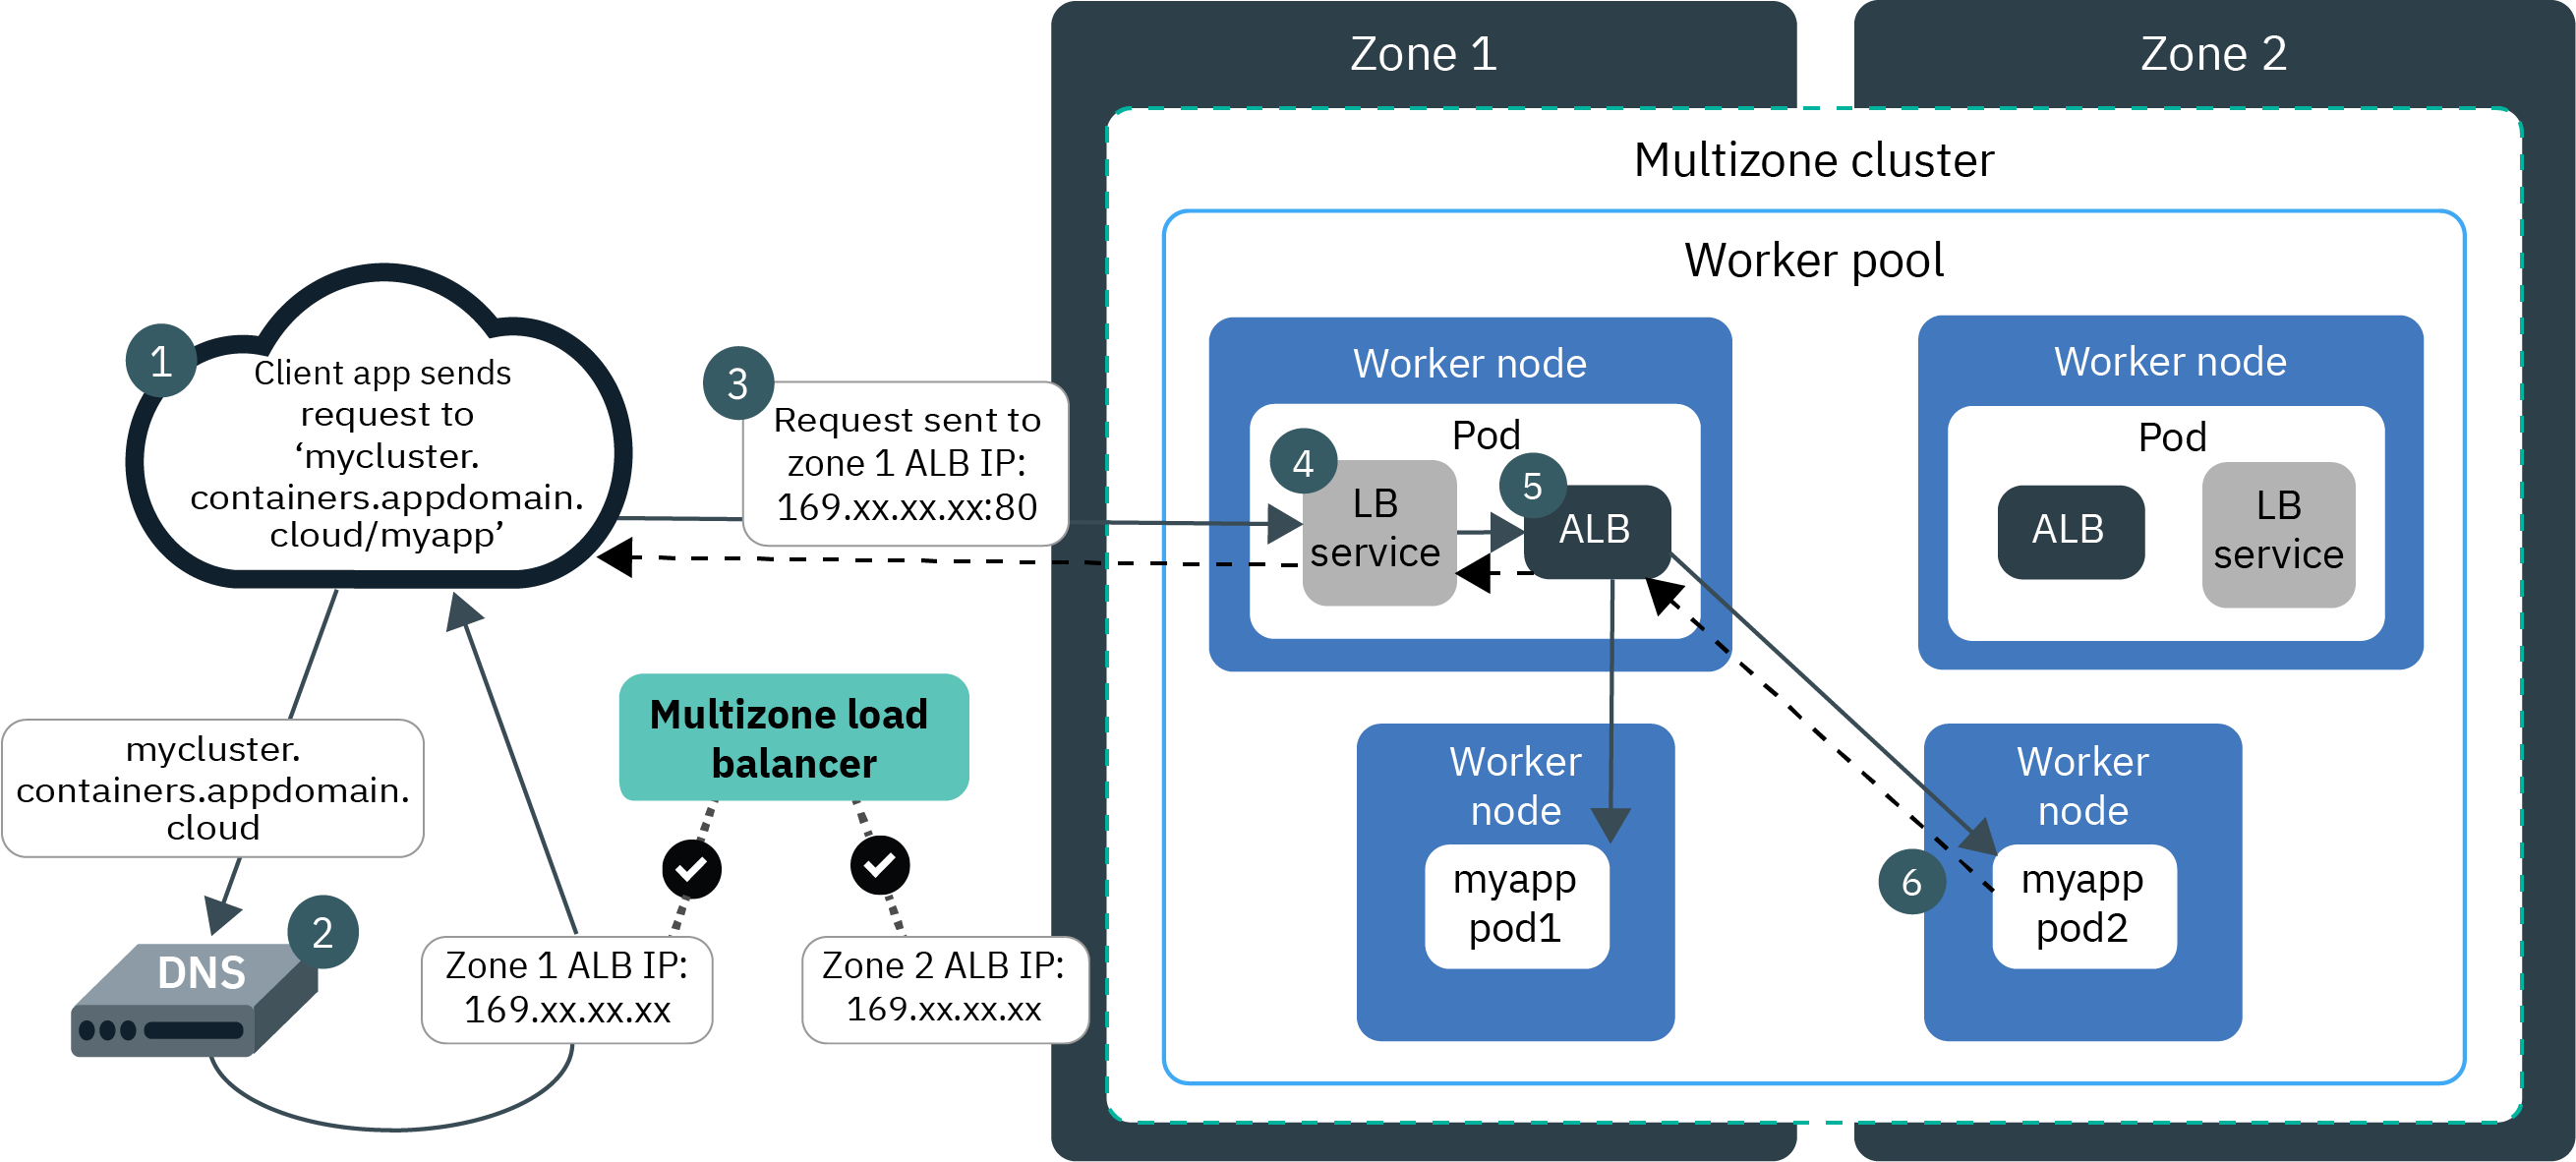 Zone 1
Zone 2
Multizone cluster
Worker pool
1
Client app sends
request to
‘mycluster.
containers.appdomain.
cloud/myapp’
3
Request sent to
zone 1 ALB IP:
169.xx.xx.xx:80
Worker node
Pod
4
LB
service
5
ALB
Worker node
Pod
ALB
LB
service
mycluster.
containers.appdomain.
cloud
2
DNS
Multizone load
balancer
Zone 1 ALB IP:
169.xx.xx.xx
Zone 2 ALB IP:
169.xx.xx.xx
Worker
node
myapp
pod1
Worker
node
6
myapp
pod2